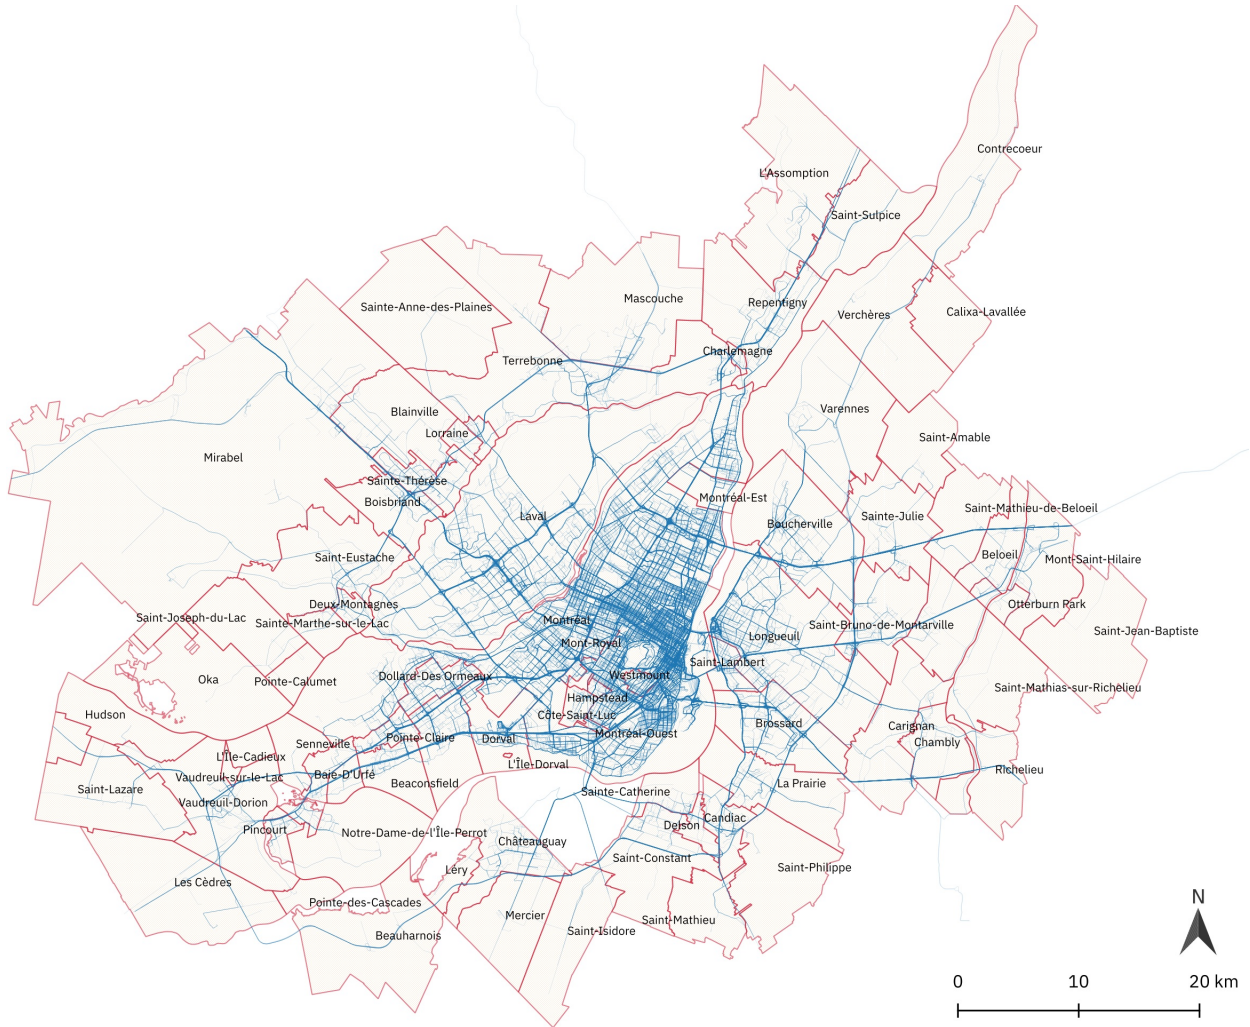 Contrecoeur
L'Assomption
Saint-Sulpice
Mascouche
Repentigny
Sainte-Anne-des-Plaines
Verchères
Calixa-Lavallée
Charlemagne
Terrebonne
Blainville
Varennes
Lorraine
Saint-Amable
Mirabel
Sainte-Thérèse
Boisbriand
Montréal-Est
Saint-Mathieu-de-Beloeil
Laval
Boucherville
Sainte-Julie
Saint-Eustache
Beloeil
Mont-Saint-Hilaire
Deux-Montagnes
Otterburn Park
Saint-Joseph-du-Lac
Sainte-Marthe-sur-le-Lac
Montréal
Saint-Bruno-de-Montarville
Saint-Jean-Baptiste
Mont-Royal
Longueuil
Saint-Lambert
Oka
Pointe-Calumet
Dollard-Des Ormeaux
Westmount
Saint-Mathias-sur-Richelieu
Hampstead
Hudson
Côte-Saint-Luc
Brossard
Carignan
Senneville
Pointe-Claire
Dorval
Montréal-Ouest
Chambly
L'Île-Cadieux
L'Île-Dorval
Richelieu
Vaudreuil-sur-le-Lac
Baie-D'Urfé
Beaconsfield
La Prairie
Saint-Lazare
Sainte-Catherine
Vaudreuil-Dorion
Candiac
Pincourt
Notre-Dame-de-l'Île-Perrot
Delson
Châteauguay
Saint-Constant
Saint-Philippe
Léry
Les Cèdres
Pointe-des-Cascades
Mercier
Saint-Mathieu
Saint-Isidore
Beauharnois
N
0 10 20 km